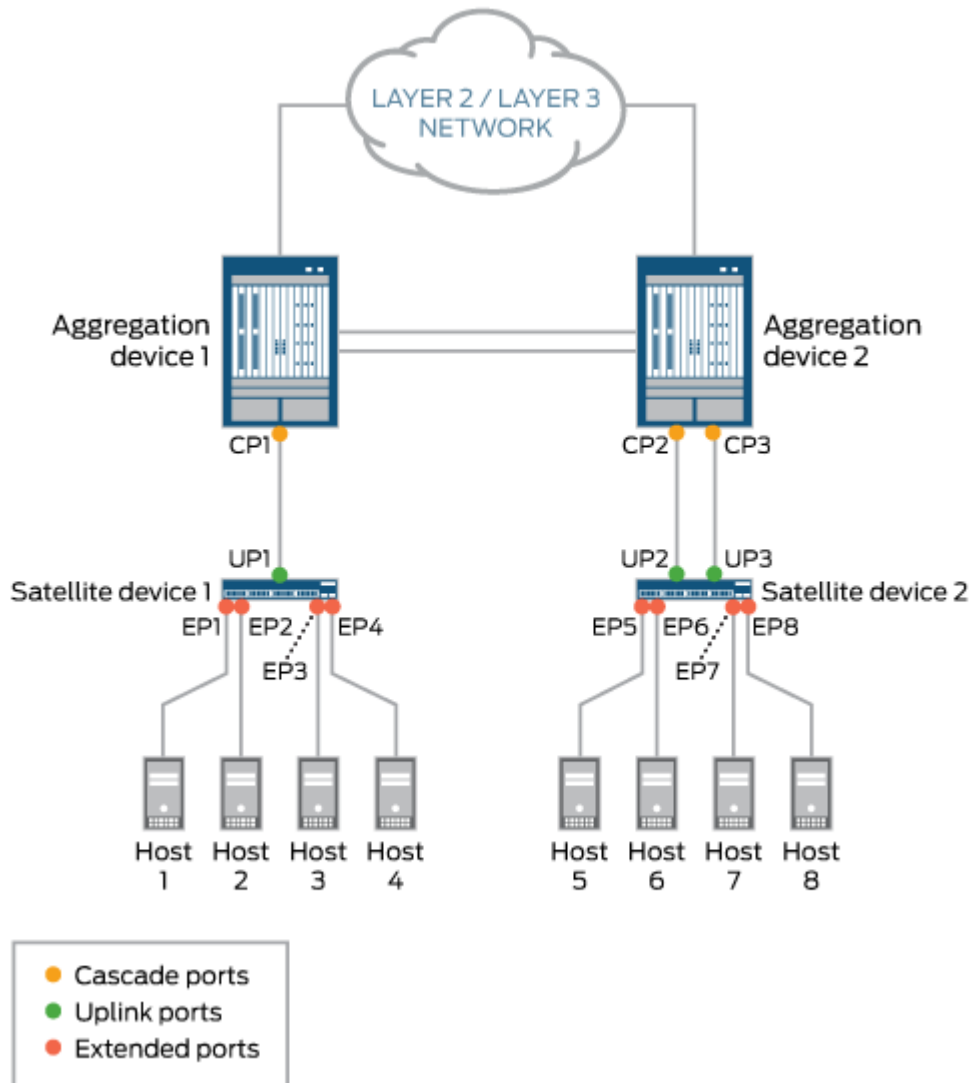 LAYER 2 / LAYER 3
NETWORK
Aggregation
device 1
Aggregation
device 2
CP1
CP2
CP3
UP1
UP2
UP3
Satellite device 1
Satellite device 2
EP1
EP2
EP3
EP4
EP5
EP6
EP7
EP8
Host
1
Host
2
Host
3
Host
4
Host
5
Host
6
Host
7
Host
8
Cascade ports
Uplink ports
Extended ports